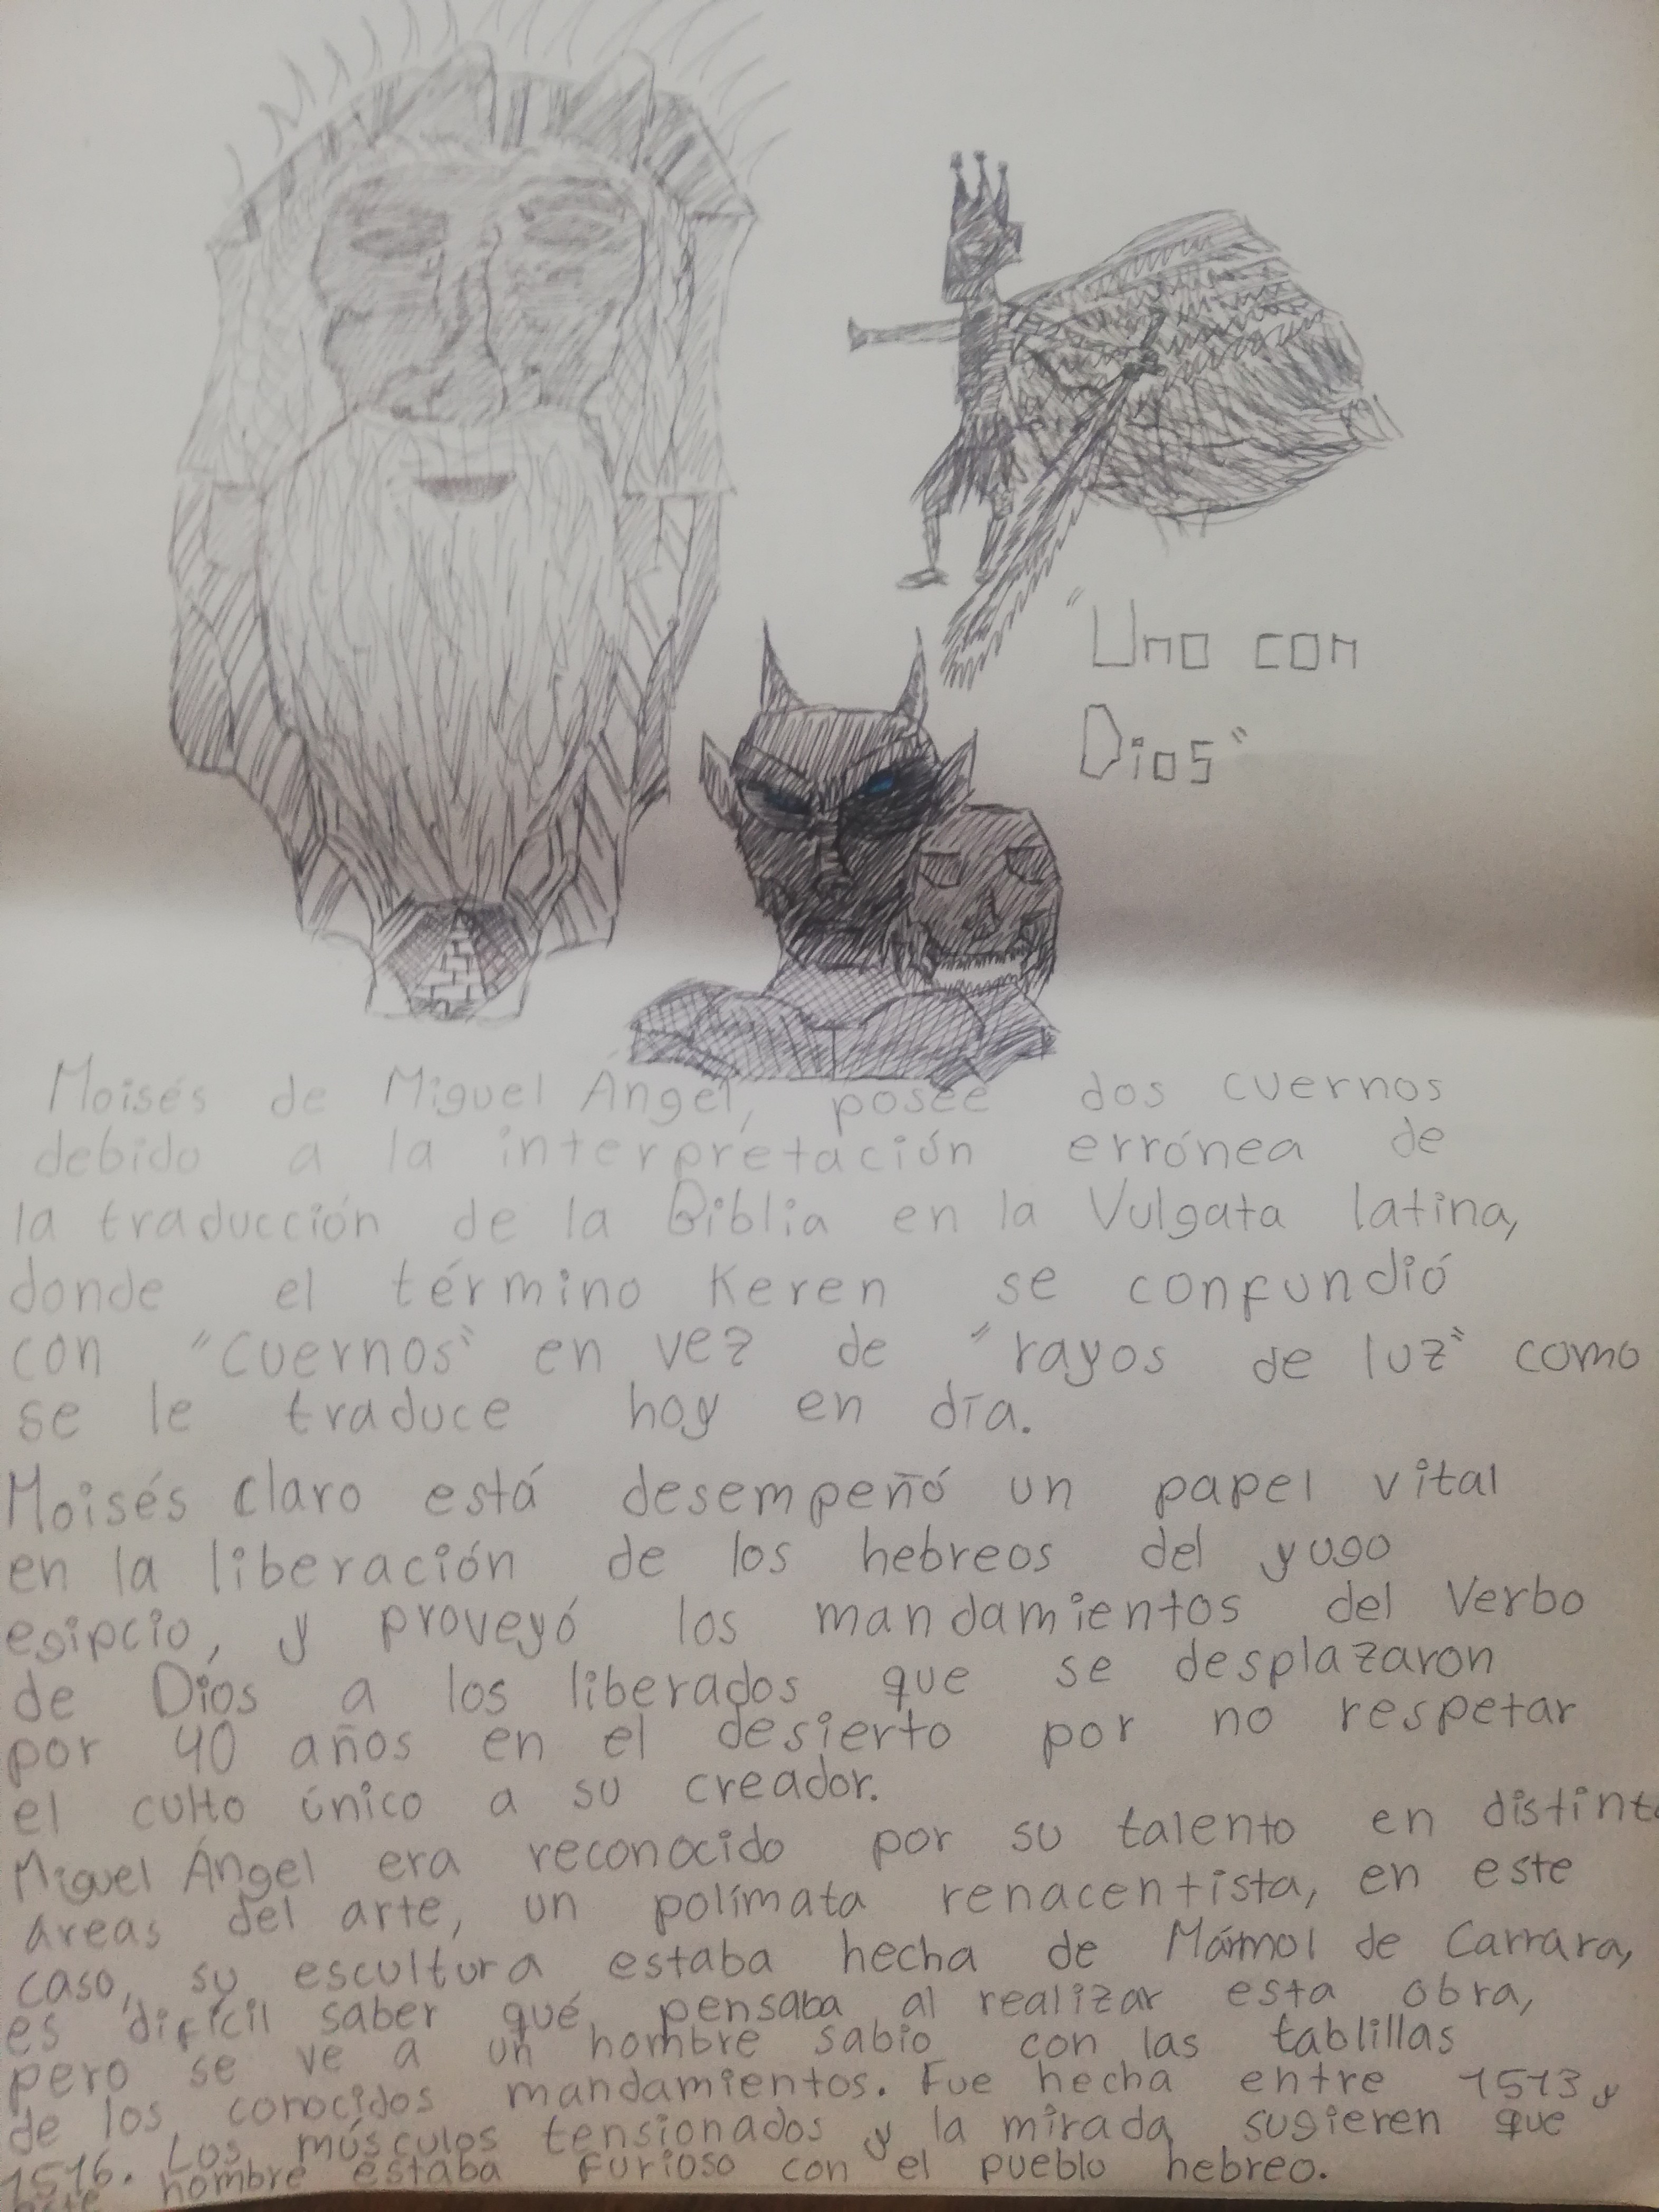 "Uno con
Dios"
Moisés de Miguel Ángel, posee dos cuernos
debido a la interpretación errónea de
la traducción de la Biblia en la Vulgata latina,
donde el término Keren se confundió
con "cuernos" en vez de "rayos de luz" como
se le traduce hoy en día.
Moisés claro está desempeñó un papel vital
en la liberación de los hebreos del yugo
egipcio, y proveyó los mandamientos del Verbo
de Dios a los liberados que se desplazaron
por 40 años en el desierto por no respetar
el culto único a su creador.
Miguel Ángel era reconocido por su talento en distint
áreas del arte, un polímata renacentista, en este
caso, su escultura estaba hecha de Mármol de Carrara,
es difícil saber qué pensaba al realizar esta obra,
pero se ve a un hombre sabio con las tablillas
de los conocidos mandamientos. Fue hecha entre 1513 y
1516. Los músculos tensionados y la mirada sugieren que
este hombre estaba furioso con el pueblo hebreo.